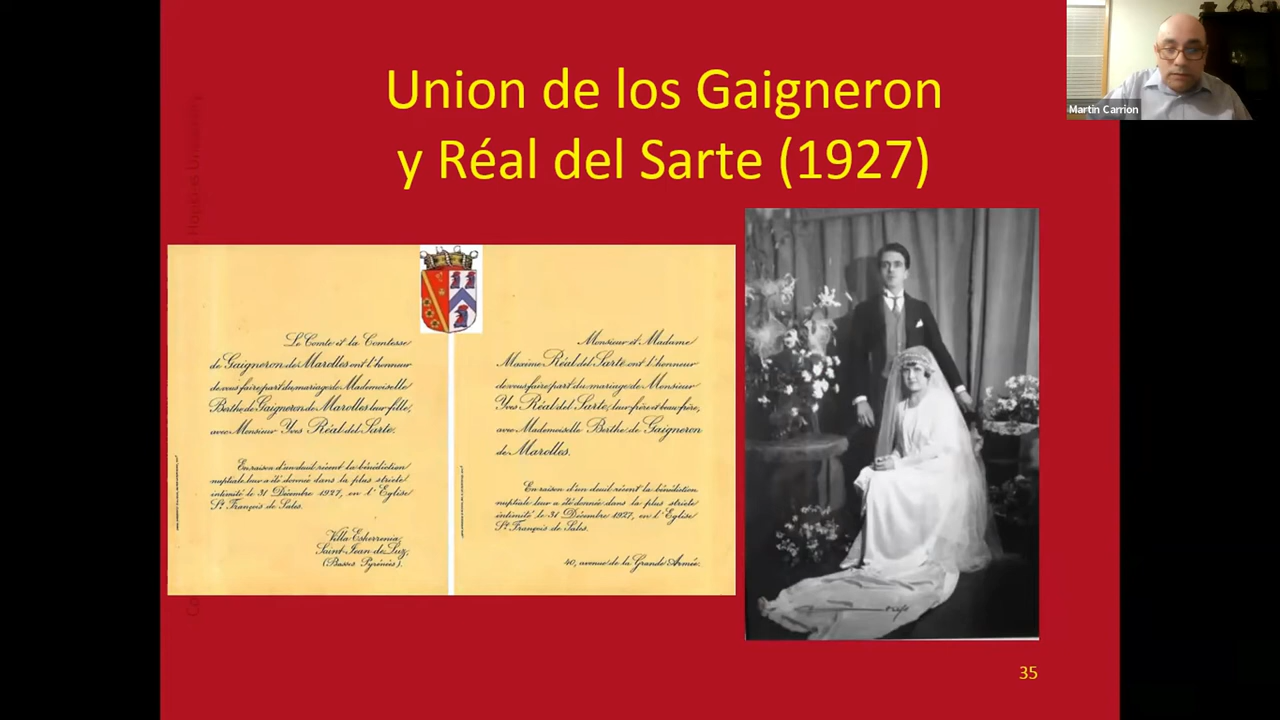 Union de los Gaigneron
y Réal del Sarte (1927)
Martin Carrion
Le Comte et la Comtesse
de Gaigneron de Marolles ont l'honneur
de vous faire part du mariage de Mademoiselle
Berthe de Gaigneron de Marolles leur fille,
avec Monsieur Yves Réal del Sarte.
En raison d'un deuil récent la bénédiction
nuptiale leur a été donnée dans la plus stricte
intimité le 31 Décembre 1927, en l'Eglise
St François de Sales.
Villa Esherrenia,
Saint-Jean-de-Luz,
(Basses Pyrénées).
Monsieur et Madame
Maxime Réal del Sarte ont l'honneur
de vous faire part du mariage de Monsieur
Yves Réal del Sarte, leur frère et beau-frère,
avec Mademoiselle Berthe de Gaigneron
de Marolles.
En raison d'un deuil récent la bénédiction
nuptiale leur a été donnée dans la plus stricte
intimité le 31 Décembre 1927, en l'Eglise
St François de Sales.
40, avenue de la Grande Armée.
35